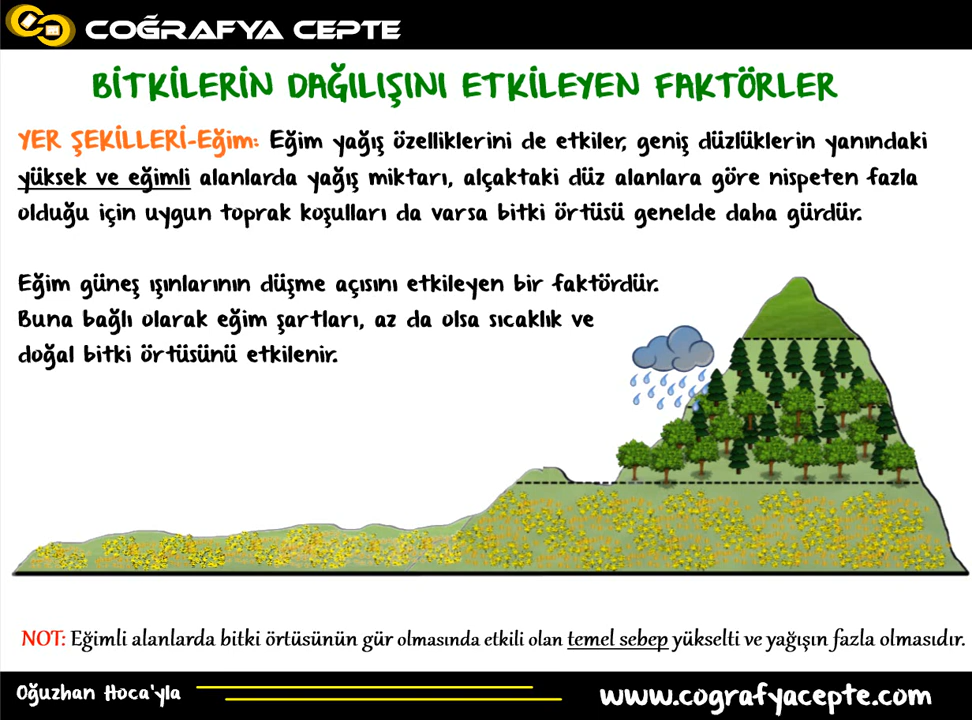 COĞRAFYA CEPTE
BİTKİLERİN DAĞILIŞINI ETKİLEYEN FAKTÖRLER
YER ŞEKİLLERİ-Eğim: Eğim yağış özelliklerini de etkiler, geniş düzlüklerin yanındaki
yüksek ve eğimli alanlarda yağış miktarı, alçaktaki düz alanlara göre nispeten fazla
olduğu için uygun toprak koşulları da varsa bitki örtüsü genelde daha gürdür.
Eğim güneş ışınlarının düşme açısını etkileyen bir faktördür.
Buna bağlı olarak eğim şartları, az da olsa sıcaklık ve
doğal bitki örtüsünü etkilenir.
NOT: Eğimli alanlarda bitki örtüsünün gür olmasında etkili olan temel sebep yükselti ve yağışın fazla olmasıdır.
Oğuzhan Hoca'yla
www.cografyacepte.com